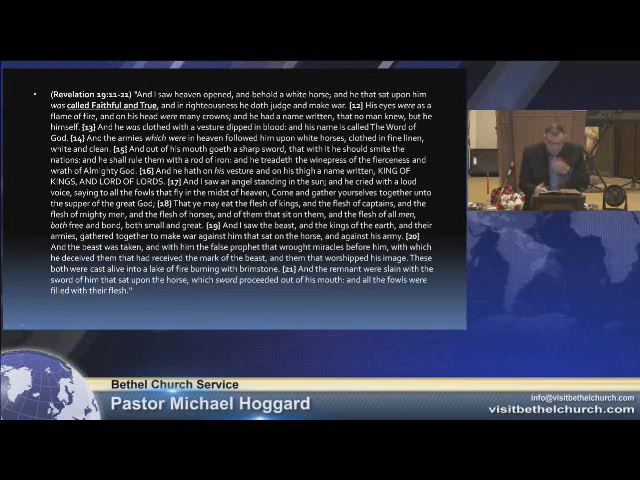 • (Revelation 19:11-21) "And I saw heaven opened, and behold a white horse; and he that sat upon him
was called Faithful and True, and in righteousness he doth judge and make war. [12] His eyes were as a
flame of fire, and on his head were many crowns; and he had a name written, that no man knew, but he
himself. [13] And he was clothed with a vesture dipped in blood: and his name is called The Word of
God. [14] And the armies which were in heaven followed him upon white horses, clothed in fine linen,
white and clean. [15] And out of his mouth goeth a sharp sword, that with it he should smite the
nations: and he shall rule them with a rod of iron: and he treadeth the winepress of the fierceness and
wrath of Almighty God. [16] And he hath on his vesture and on his thigh a name written, KING OF
KINGS, AND LORD OF LORDS. [17] And I saw an angel standing in the sun; and he cried with a loud
voice, saying to all the fowls that fly in the midst of heaven, Come and gather yourselves together unto
the supper of the great God; [18] That ye may eat the flesh of kings, and the flesh of captains, and the
flesh of mighty men, and the flesh of horses, and of them that sit on them, and the flesh of all men,
both free and bond, both small and great. [19] And I saw the beast, and the kings of the earth, and their
armies, gathered together to make war against him that sat on the horse, and against his army. [20]
And the beast was taken, and with him the false prophet that wrought miracles before him, with which
he deceived them that had received the mark of the beast, and them that worshipped his image. These
both were cast alive into a lake of fire burning with brimstone. [21] And the remnant were slain with the
sword of him that sat upon the horse, which sword proceeded out of his mouth: and all the fowls were
filled with their flesh."
Bethel Church Service
Pastor Michael Hoggard
info@visitbethelchurch.com
visitbethelchurch.com